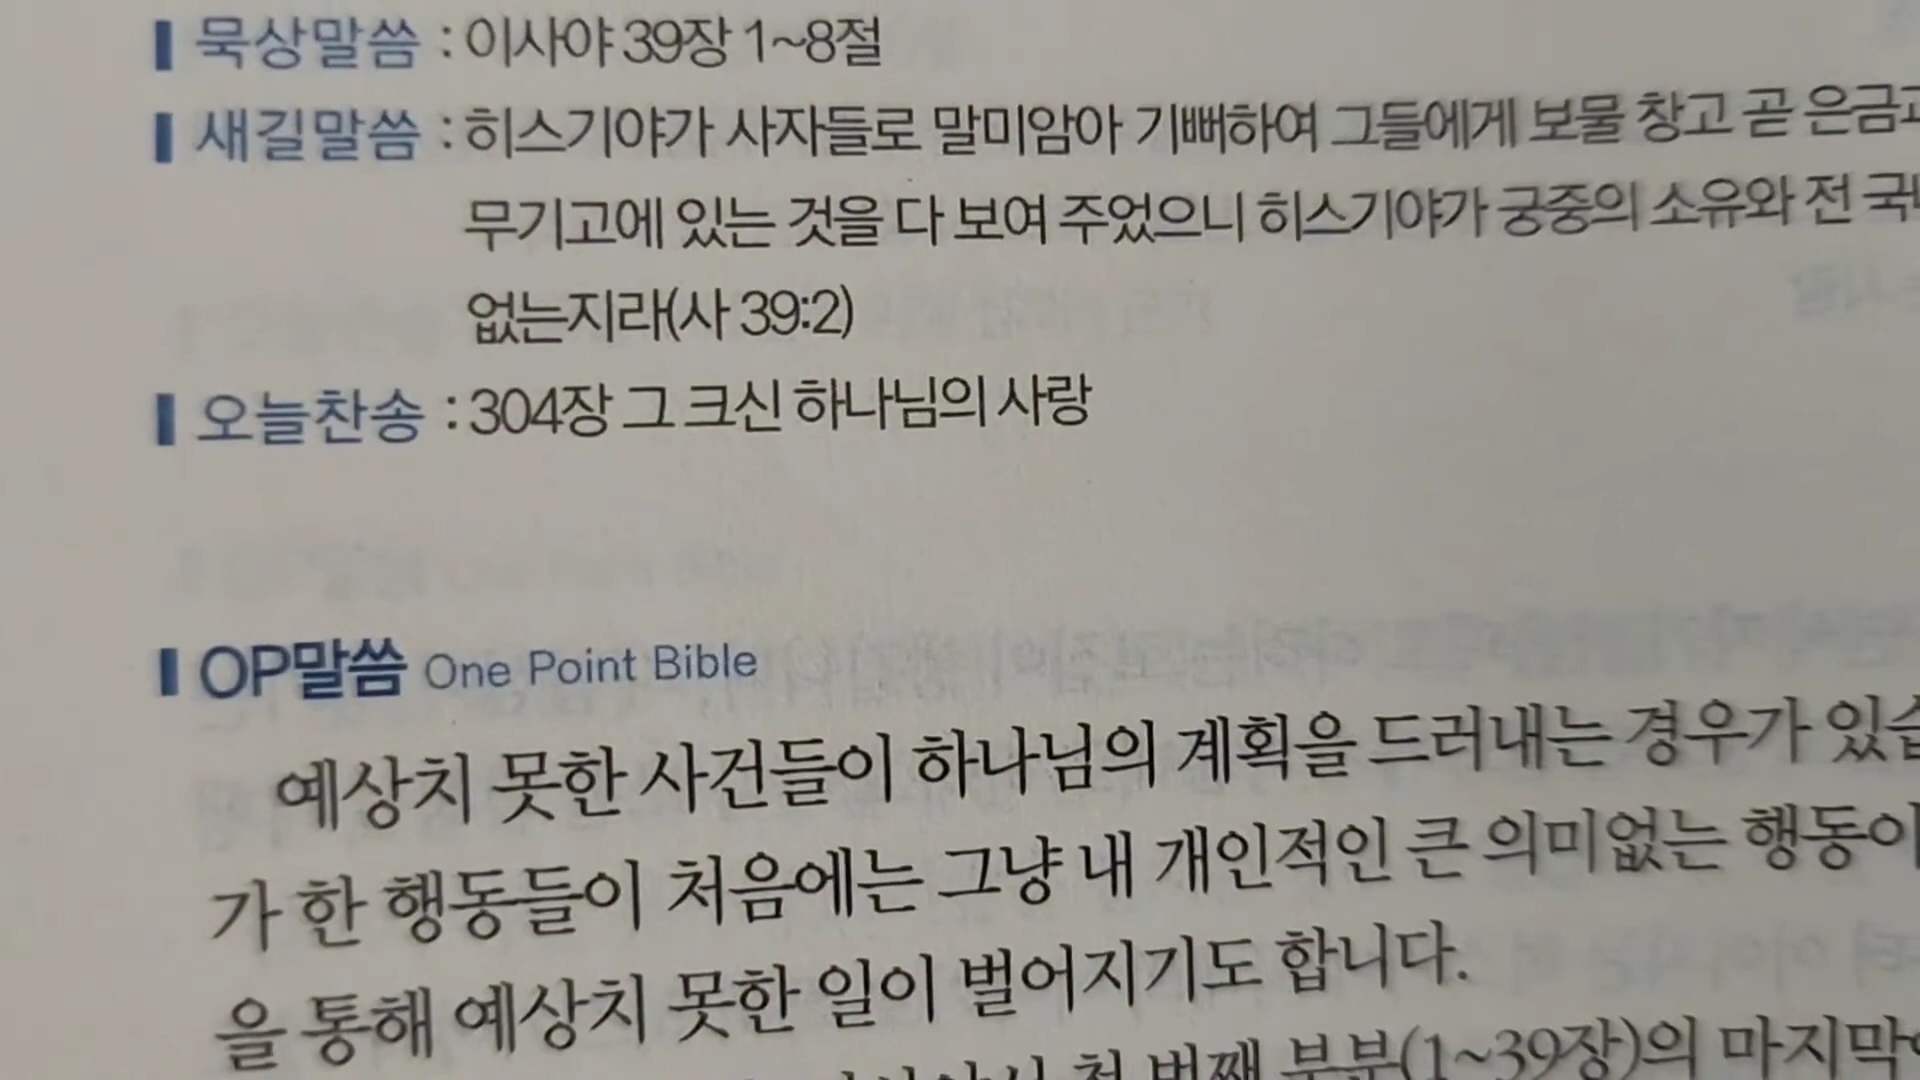 묵상말씀 : 이사야 39장 1~8절
새길말씀 : 히스기야가 사자들로 말미암아 기뻐하여 그들에게 보물 창고 곧 은금과
무기고에 있는 것을 다 보여 주었으니 히스기야가 궁중의 소유와 전 국내
없는지라(사 39:2)
오늘찬송 : 304장 그 크신 하나님의 사랑
OP말씀 One Point Bible
예상치 못한 사건들이 하나님의 계획을 드러내는 경우가 있습
가 한 행동들이 처음에는 그냥 내 개인적인 큰 의미없는 행동이
을 통해 예상치 못한 일이 벌어지기도 합니다.
첫 번째 부분(1~39장)의 마지막